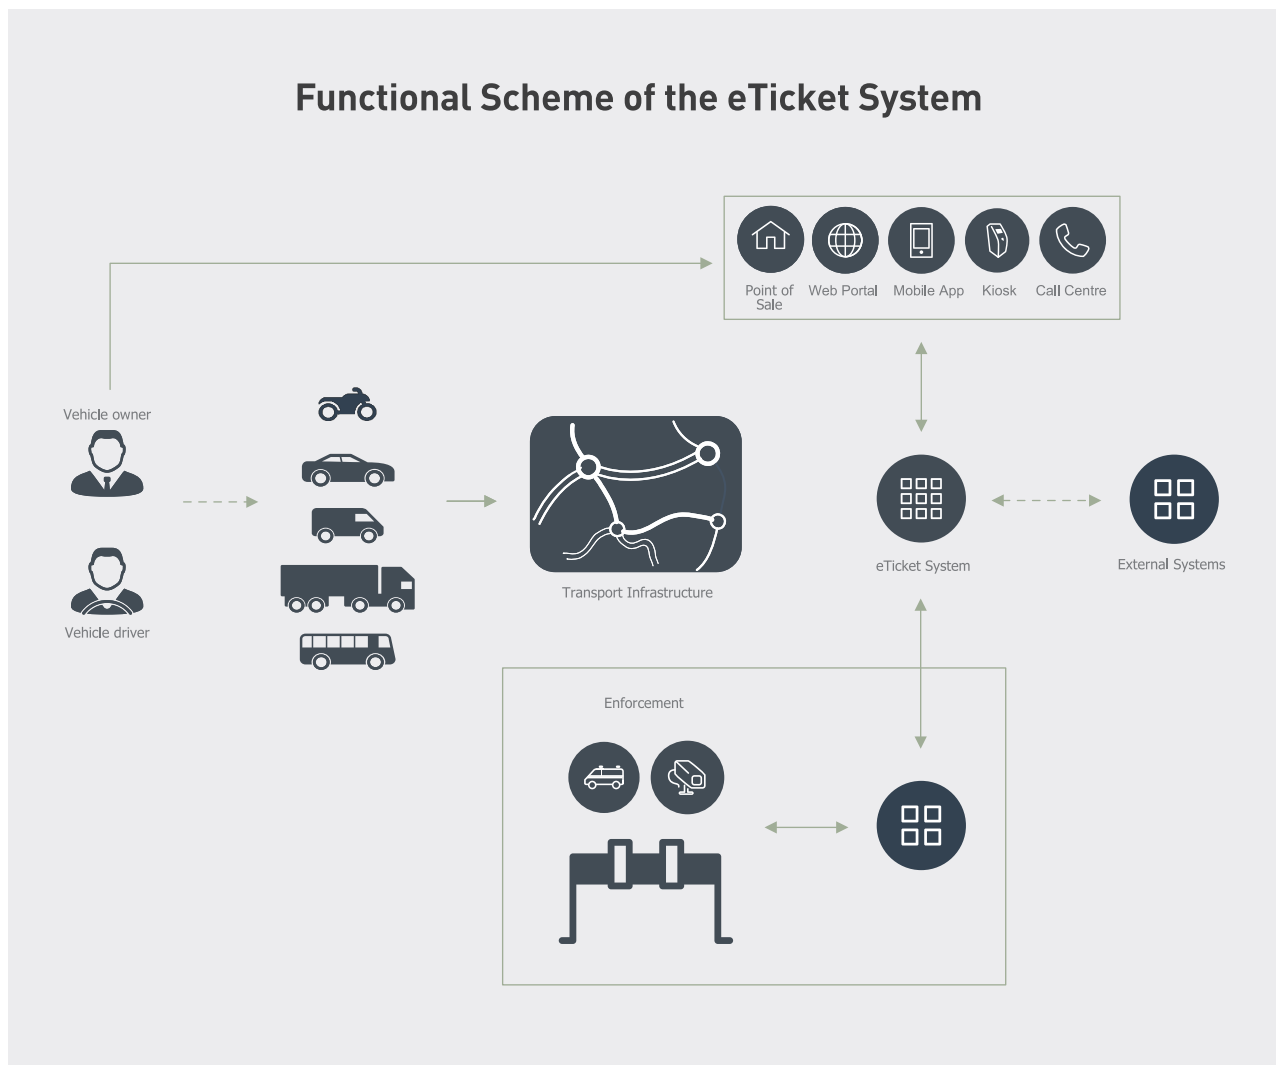 Functional Scheme of the eTicket System
Point of
Sale
Web Portal
Mobile App
Kiosk
Call Centre
Vehicle owner
Vehicle driver
Transport Infrastructure
eTicket System
External Systems
Enforcement